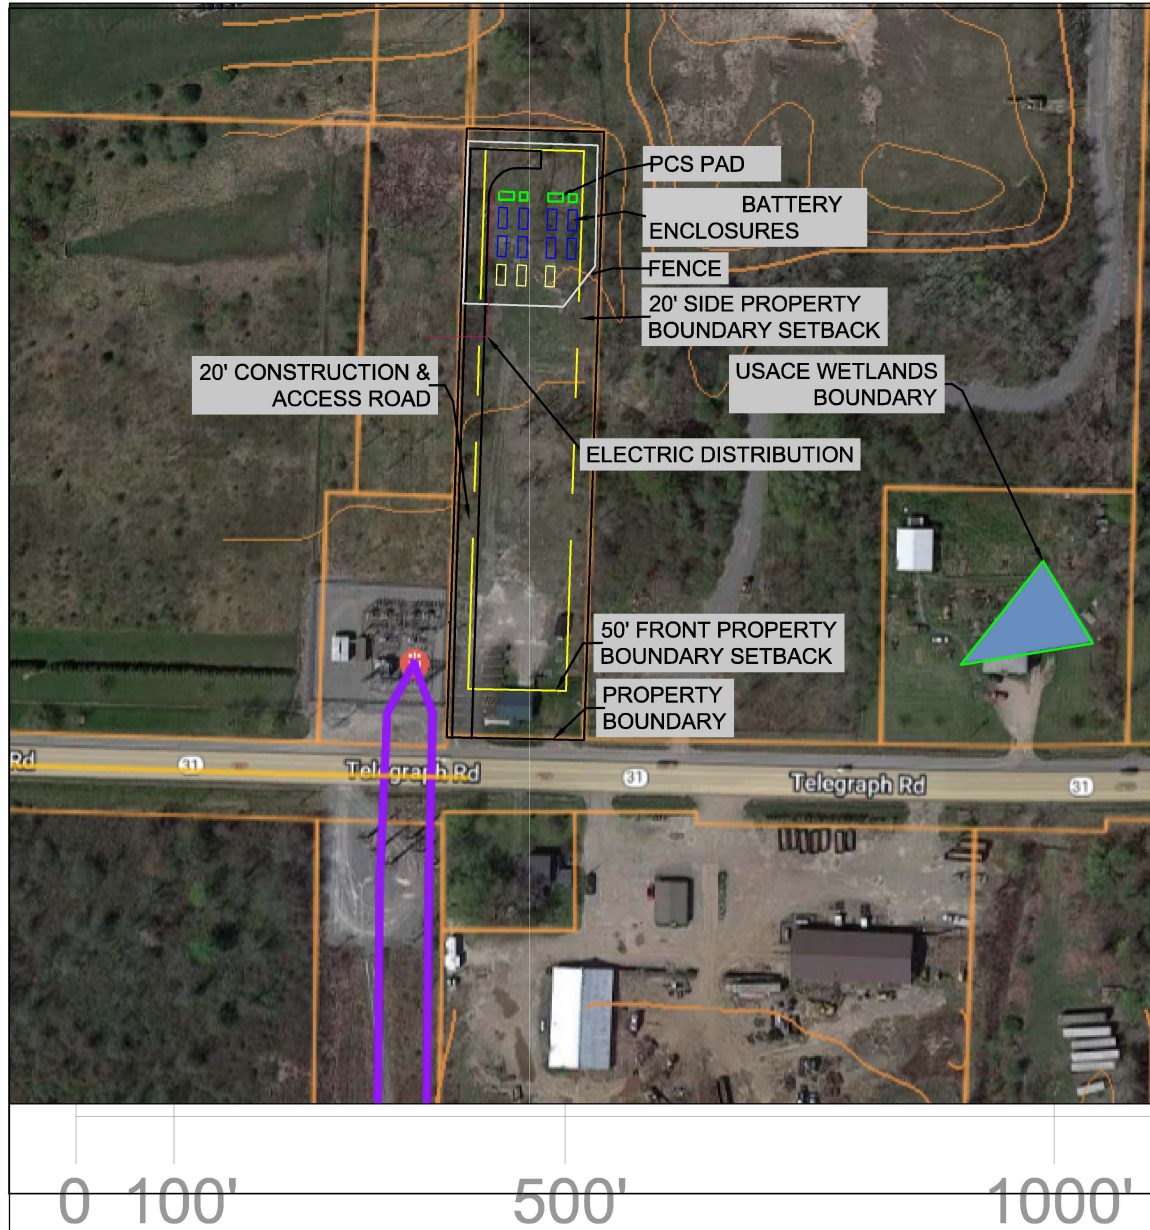 PCS PAD
BATTERY
ENCLOSURES
FENCE
20' SIDE PROPERTY
BOUNDARY SETBACK
20' CONSTRUCTION &
ACCESS ROAD
USACE WETLANDS
BOUNDARY
ELECTRIC DISTRIBUTION
50' FRONT PROPERTY
BOUNDARY SETBACK
PROPERTY
BOUNDARY
Rd
31
Telegraph Rd
31
Telegraph Rd
31
0 100' 500' 1000'